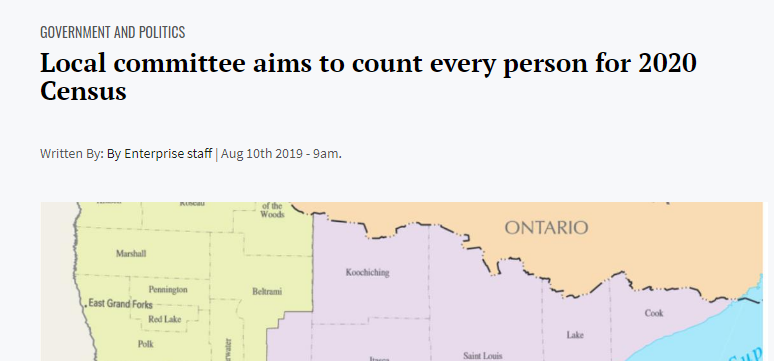 GOVERNMENT AND POLITICS
Local committee aims to count every person for 2020
Census
Written By: By Enterprise staff | Aug 10th 2019 - 9am.
Roseau
of the
Woods
ONTARIO
Marshall
Koochiching
Pennington
Beltrami
East Grand Forks
Red Lake
Cook
Polk
Lake
Saint Louis
Itasca